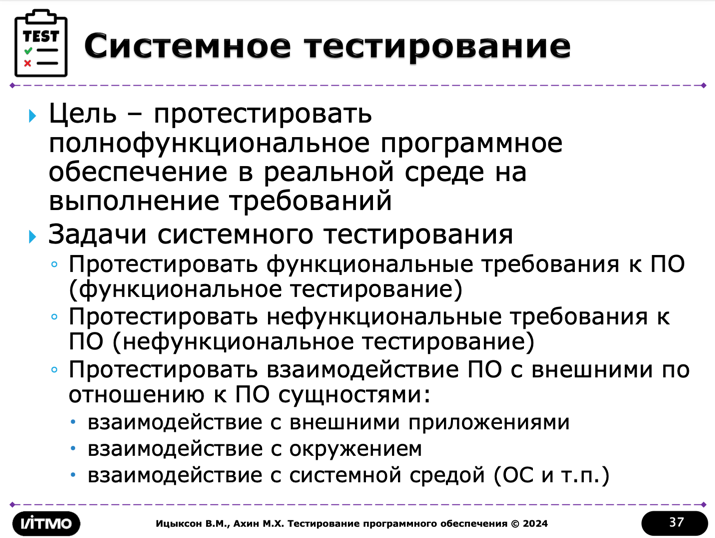 TEST
Системное тестирование
Цель – протестировать
полнофункциональное программное
обеспечение в реальной среде на
выполнение требований
Задачи системного тестирования
Протестировать функциональные требования к ПО
(функциональное тестирование)
Протестировать нефункциональные требования к
ПО (нефункциональное тестирование)
Протестировать взаимодействие ПО с внешними по
отношению к ПО сущностями:
взаимодействие с внешними приложениями
взаимодействие с окружением
взаимодействие с системной средой (ОС и т.п.)
ИТМО
Ицыксон В.М., Ахин М.Х. Тестирование программного обеспечения © 2024
37